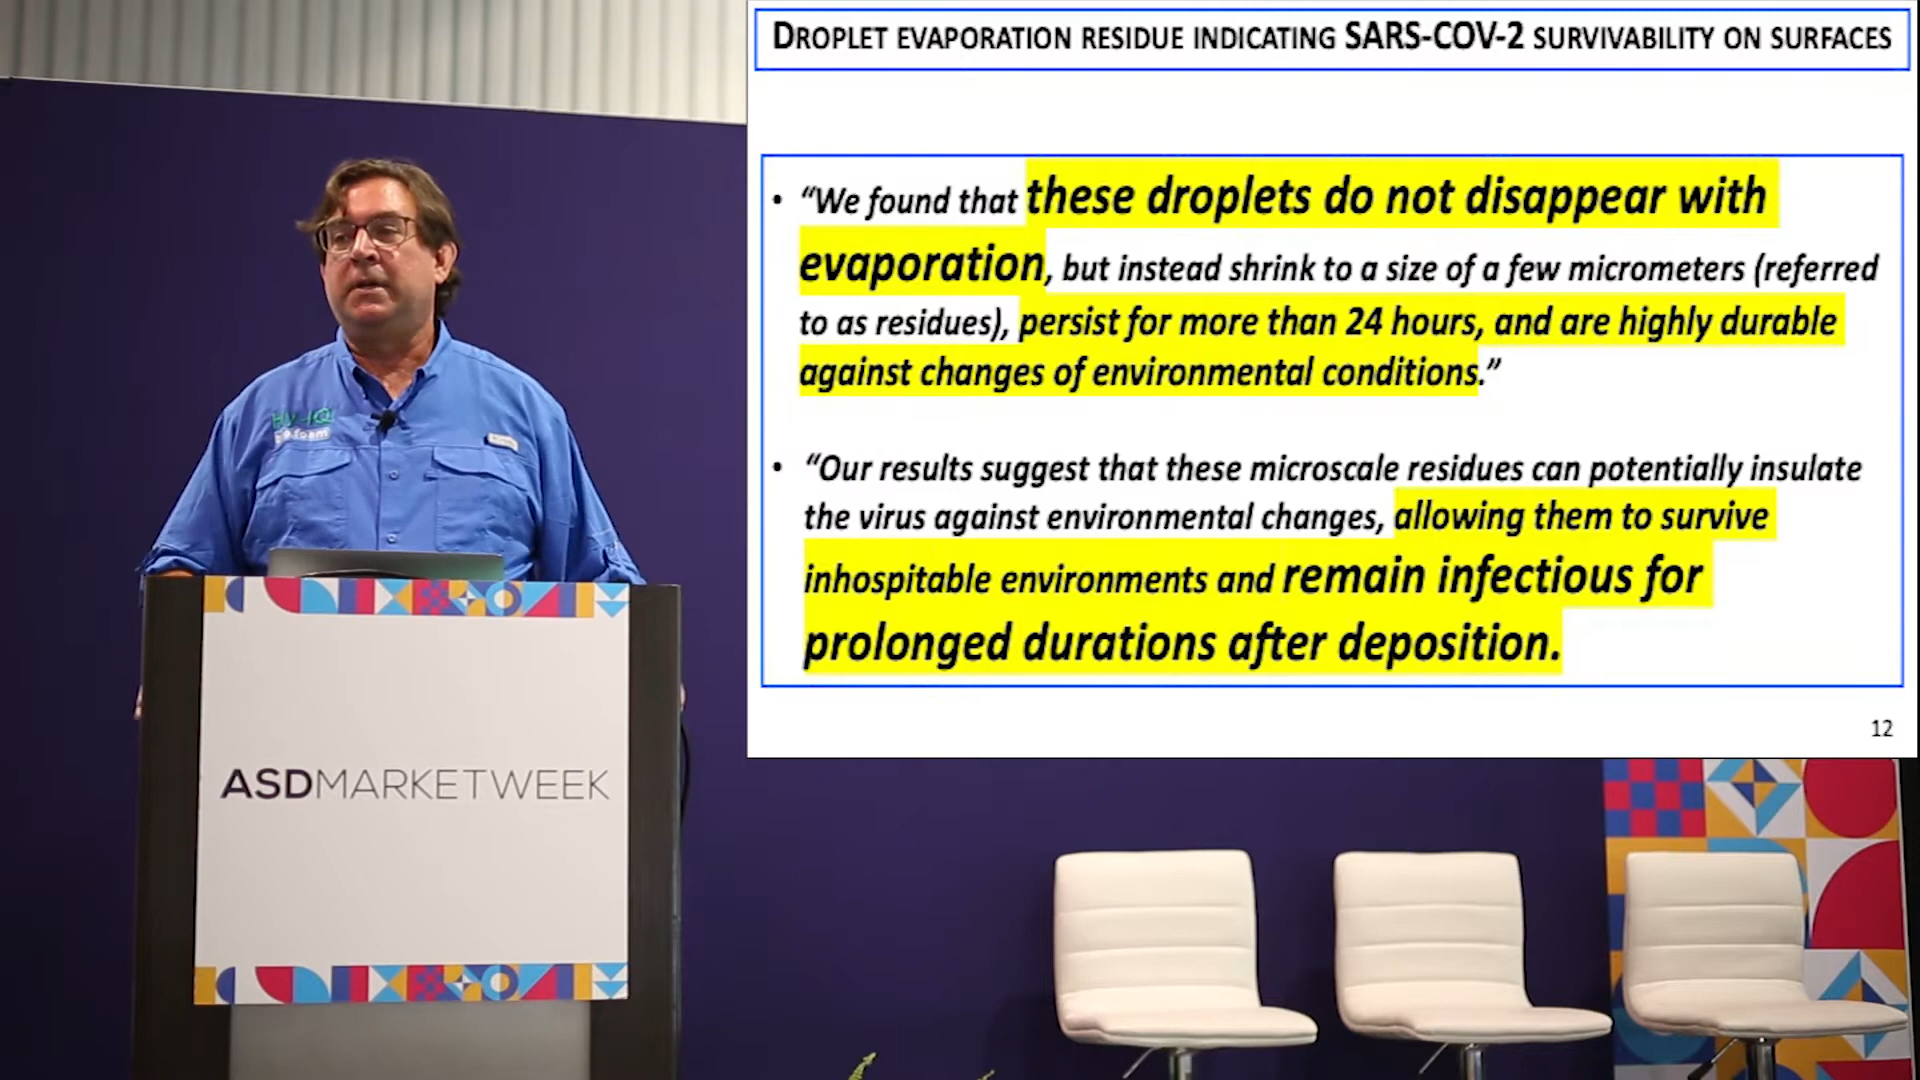 DROPLET EVAPORATION RESIDUE INDICATING SARS-COV-2 SURVIVABILITY ON SURFACES
• “We found that these droplets do not disappear with
evaporation, but instead shrink to a size of a few micrometers (referred
to as residues), persist for more than 24 hours, and are highly durable
against changes of environmental conditions.”
• “Our results suggest that these microscale residues can potentially insulate
the virus against environmental changes, allowing them to survive
inhospitable environments and remain infectious for
prolonged durations after deposition.
12
foam
ASDMARKETWEEK